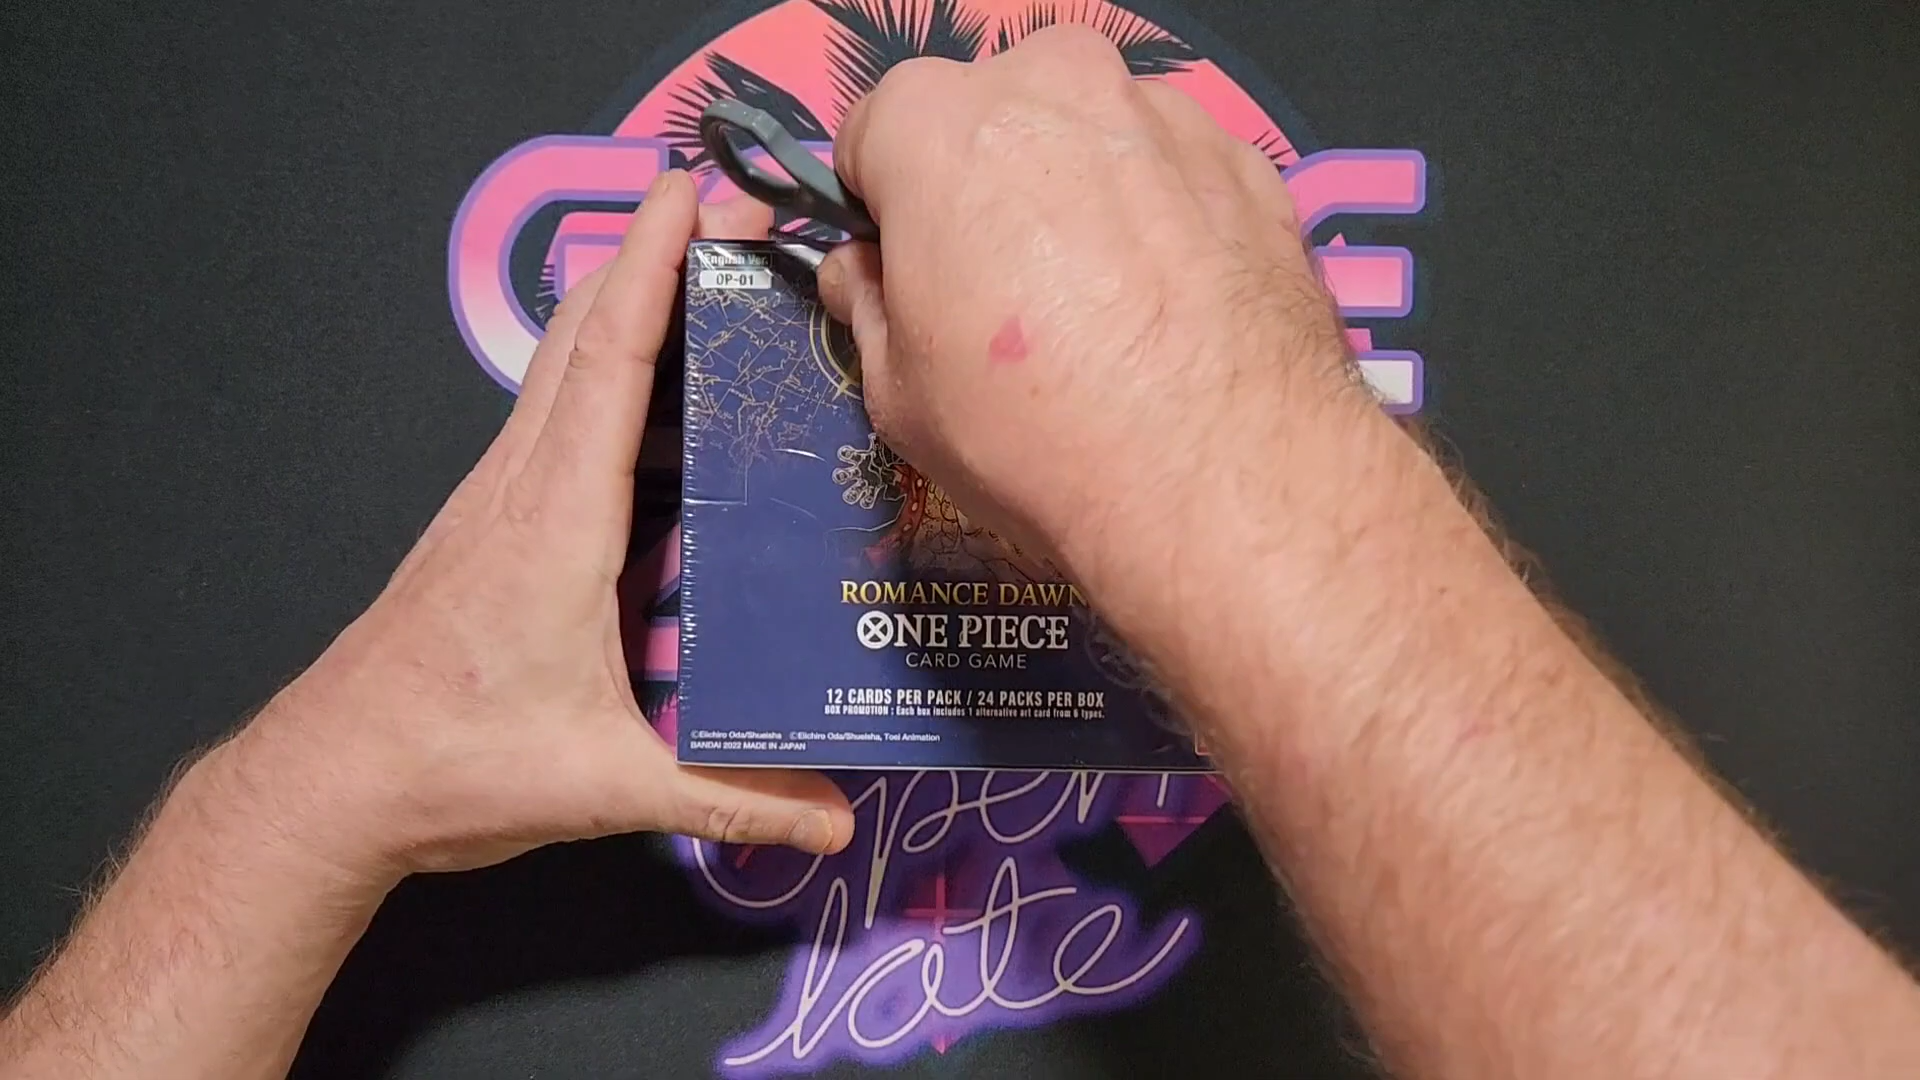 English Ver.
OP-01
ROMANCE DAWN
ONE PIECE
CARD GAME
12 CARDS PER PACK / 24 PACKS PER BOX
BOX PROMOTION : Each box includes 1 alternative art card from 6 types.
©Eiichiro Oda/Shueisha ©Eiichiro Oda/Shueisha, Toei Animation
BANDAI 2022 MADE IN JAPAN
open
late